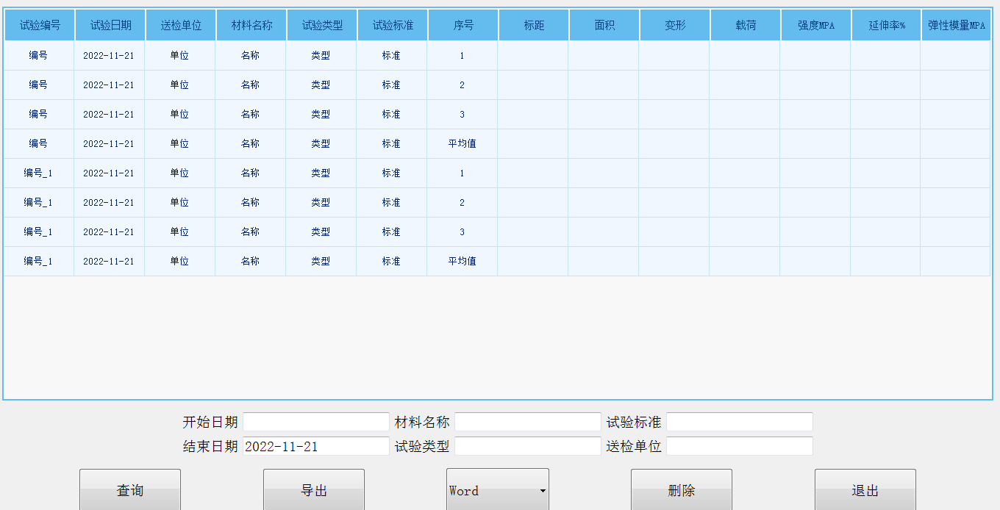 试验编号 试验日期 送检单位 材料名称 试验类型 试验标准 序号 标距 面积 变形 载荷 强度MPA 延伸率% 弹性模量MPA
编号 2022-11-21 单位 名称 类型 标准 1
编号 2022-11-21 单位 名称 类型 标准 2
编号 2022-11-21 单位 名称 类型 标准 3
编号 2022-11-21 单位 名称 类型 标准 平均值
编号_1 2022-11-21 单位 名称 类型 标准 1
编号_1 2022-11-21 单位 名称 类型 标准 2
编号_1 2022-11-21 单位 名称 类型 标准 3
编号_1 2022-11-21 单位 名称 类型 标准 平均值
开始日期 材料名称 试验标准
结束日期 2022-11-21 试验类型 送检单位
查询 导出 Word 删除 退出